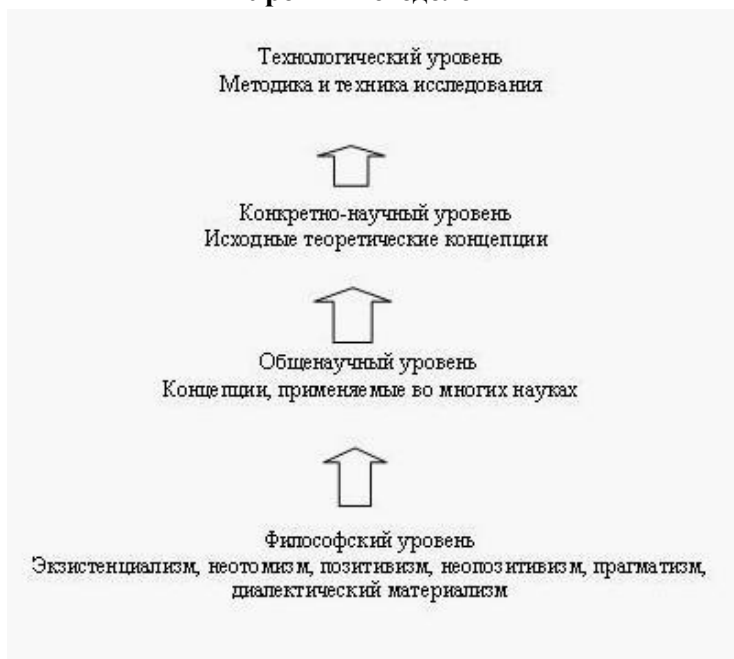 Технологический уровень
Методика и техника исследования
Конкретно-научный уровень
Исходные теоретические концепции
Общенаучный уровень
Концепции, применяемые во многих науках
Философский уровень
Экзистенциализм, неотомизм, позитивизм, неопозитивизм, прагматизм,
диалектический материализм